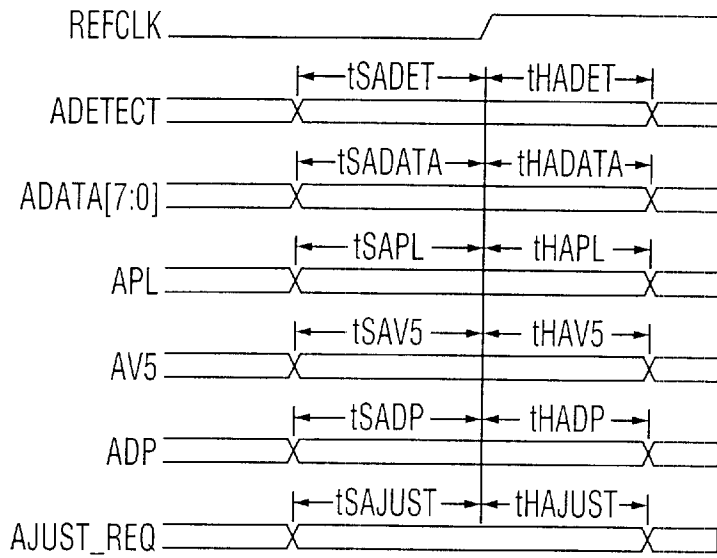 REFCLK
tSADET tHADET
ADETECT
tSADATA tHADATA
ADATA[7:0]
tSAPL tHAPL
APL
tSAV5 tHAV5
AV5
tSADP tHADP
ADP
tSAJUST tHAJUST
AJUST_REQ